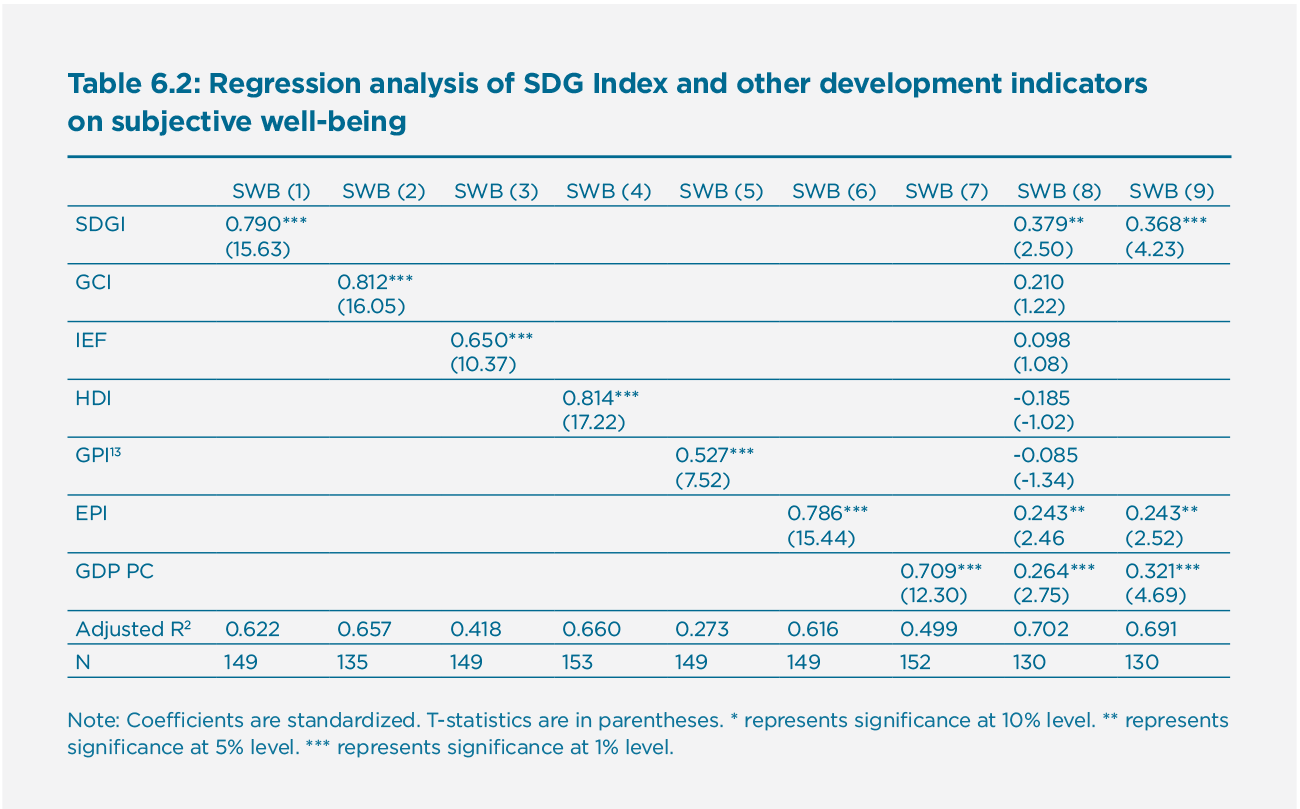 Table 6.2: Regression analysis of SDG Index and other development indicators
on subjective well-being
SWB (1) SWB (2) SWB (3) SWB (4) SWB (5) SWB (6) SWB (7) SWB (8) SWB (9)
SDGI 0.790*** 0.379** 0.368***
(15.63) (2.50) (4.23)
GCI 0.812*** 0.210
(16.05) (1.22)
IEF 0.650*** 0.098
(10.37) (1.08)
HDI 0.814*** -0.185
(17.22) (-1.02)
GPI¹³ 0.527*** -0.085
(7.52) (-1.34)
EPI 0.786*** 0.243** 0.243**
(15.44) (2.46 (2.52)
GDP PC 0.709*** 0.264*** 0.321***
(12.30) (2.75) (4.69)
Adjusted R² 0.622 0.657 0.418 0.660 0.273 0.616 0.499 0.702 0.691
N 149 135 149 153 149 149 152 130 130
Note: Coefficients are standardized. T-statistics are in parentheses. * represents significance at 10% level. ** represents
significance at 5% level. *** represents significance at 1% level.